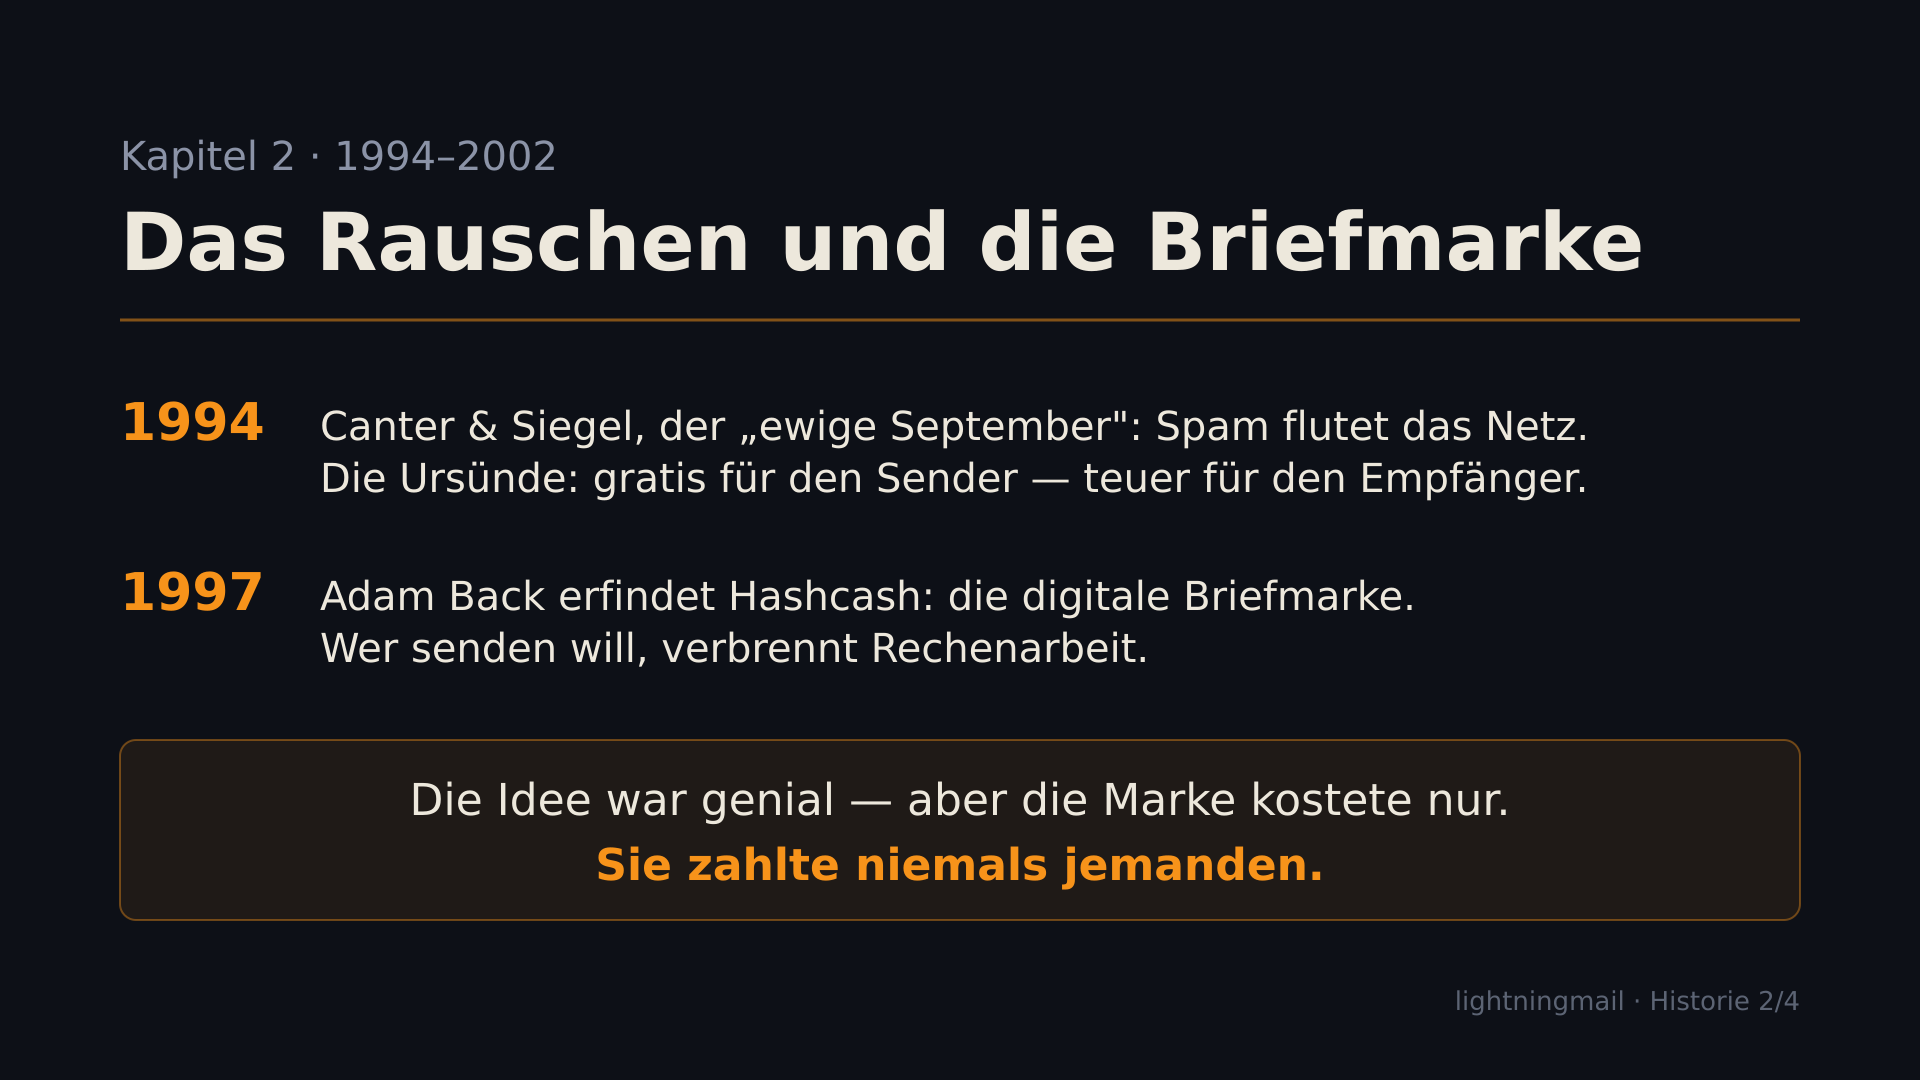 Kapitel 2 · 1994–2002
Das Rauschen und die Briefmarke
1994
Canter & Siegel, der „ewige September": Spam flutet das Netz.
Die Ursünde: gratis für den Sender — teuer für den Empfänger.
1997
Adam Back erfindet Hashcash: die digitale Briefmarke.
Wer senden will, verbrennt Rechenarbeit.
Die Idee war genial — aber die Marke kostete nur.
Sie zahlte niemals jemanden.
lightningmail · Historie 2/4